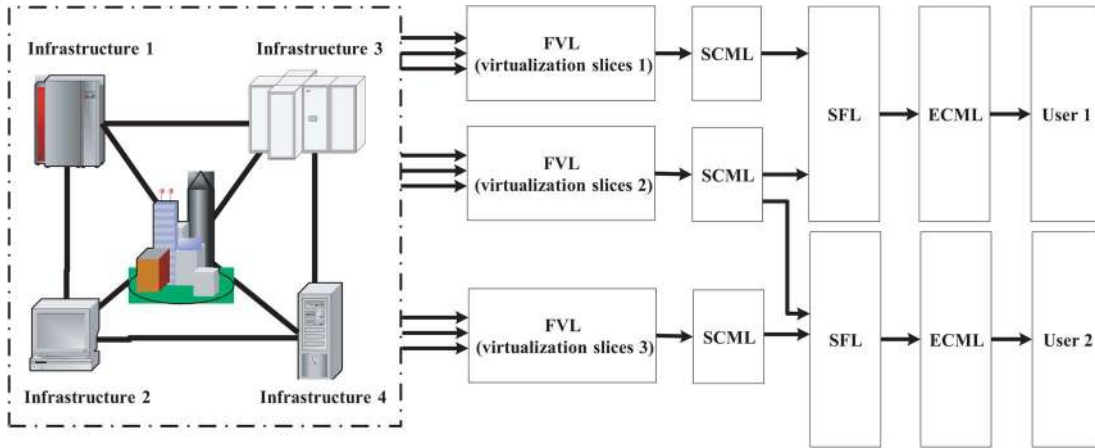 Infrastructure 1
Infrastructure 3
Infrastructure 2
Infrastructure 4
FVL
(virtualization slices 1)
SCML
FVL
(virtualization slices 2)
SCML
FVL
(virtualization slices 3)
SCML
SFL
ECML
User 1
SFL
ECML
User 2